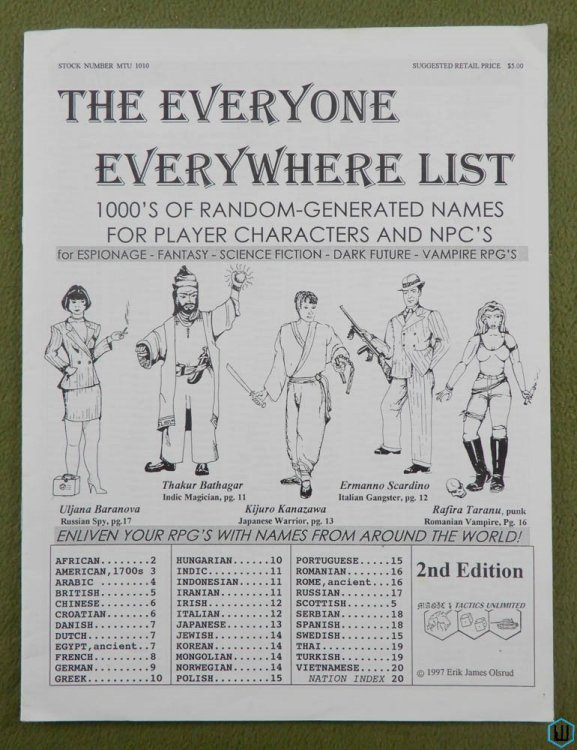 STOCK NUMBER MTU 1010
SUGGESTED RETAIL PRICE $5.00
THE EVERYONE
EVERYWHERE LIST
1000'S OF RANDOM-GENERATED NAMES
FOR PLAYER CHARACTERS AND NPC'S
for ESPIONAGE - FANTASY - SCIENCE FICTION - DARK FUTURE - VAMPIRE RPG'S
Thakur Bathagar
Indic Magician, pg. 11
Ermanno Scardino
Italian Gangster, pg. 12
Uljana Baranova
Russian Spy, pg.17
Kijuro Kanazawa
Japanese Warrior, pg. 13
Rafira Taranu, punk
Romanian Vampire, Pg. 16
ENLIVEN YOUR RPG'S WITH NAMES FROM AROUND THE WORLD!
AFRICAN.......2
AMERICAN,1700s 3
ARABIC 4
BRITISH.......5
CHINESE.......6
CROATIAN......6
DANISH........7
DUTCH.........7
EGYPT,ancient..7
FRENCH........8
GERMAN........9
GREEK.........10
HUNGARIAN......10
INDIC..........11
INDONESIAN.....11
IRANIAN........11
IRISH..........12
ITALIAN........12
JAPANESE.......13
JEWISH.........14
KOREAN.........14
MONGOLIAN......14
NORWEGIAN......14
POLISH.........15
PORTUGUESE.....15
ROMANIAN.......16
ROME,ancient...16
RUSSIAN........17
SCOTTISH.......5
SERBIAN........18
SPANISH........18
SWEDISH........15
THAI...........19
TURKISH........19
VIETNAMESE.....20
NATION INDEX 20
2nd Edition
TACTICS UNLIMITED
© 1997 Erik James Olsrud